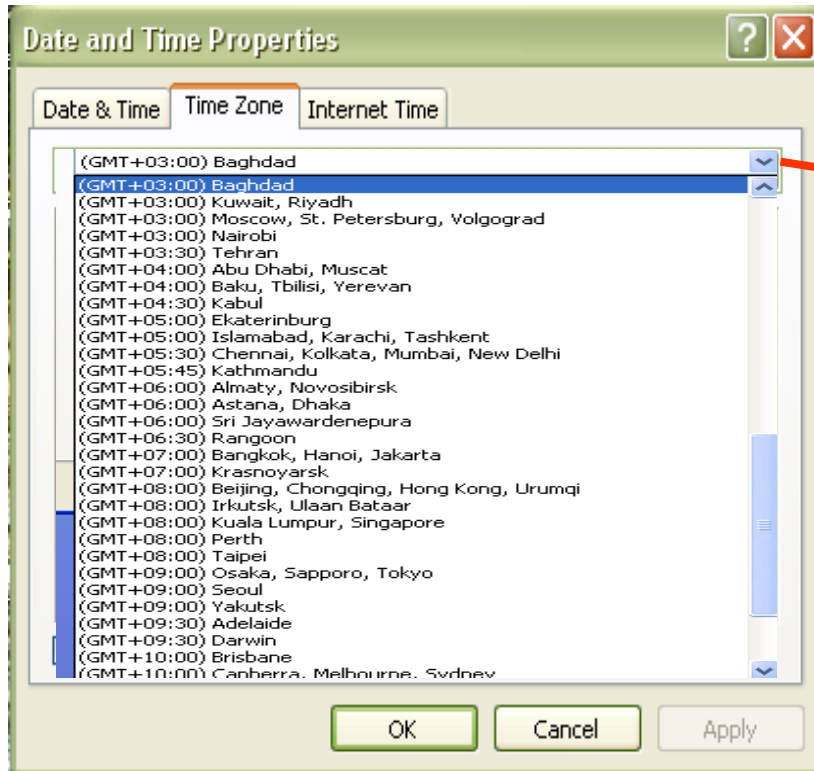 Date and Time Properties
Date & Time Time Zone Internet Time
(GMT+03:00) Baghdad
(GMT+03:00) Baghdad
(GMT+03:00) Kuwait, Riyadh
(GMT+03:00) Moscow, St. Petersburg, Volgograd
(GMT+03:00) Nairobi
(GMT+03:30) Tehran
(GMT+04:00) Abu Dhabi, Muscat
(GMT+04:00) Baku, Tbilisi, Yerevan
(GMT+04:30) Kabul
(GMT+05:00) Ekaterinburg
(GMT+05:00) Islamabad, Karachi, Tashkent
(GMT+05:30) Chennai, Kolkata, Mumbai, New Delhi
(GMT+05:45) Kathmandu
(GMT+06:00) Almaty, Novosibirsk
(GMT+06:00) Astana, Dhaka
(GMT+06:00) Sri Jayawardenepura
(GMT+06:30) Rangoon
(GMT+07:00) Bangkok, Hanoi, Jakarta
(GMT+07:00) Krasnoyarsk
(GMT+08:00) Beijing, Chongqing, Hong Kong, Urumqi
(GMT+08:00) Irkutsk, Ulaan Bataar
(GMT+08:00) Kuala Lumpur, Singapore
(GMT+08:00) Perth
(GMT+08:00) Taipei
(GMT+09:00) Osaka, Sapporo, Tokyo
(GMT+09:00) Seoul
(GMT+09:00) Yakutsk
(GMT+09:30) Adelaide
(GMT+09:30) Darwin
(GMT+10:00) Brisbane
(GMT+10:00) Canberra, Melbourne, Sydney
OK Cancel Apply